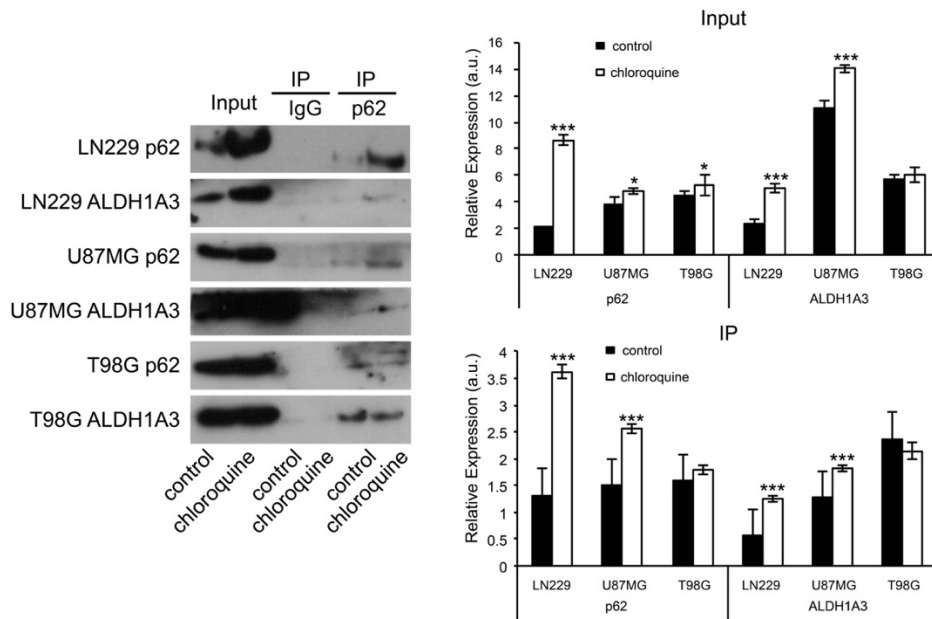 IP IP
Input IgG p62
LN229 p62
LN229 ALDH1A3
U87MG p62
U87MG ALDH1A3
T98G p62
T98G ALDH1A3
control
chloroquine
control
chloroquine
control
chloroquine
Input
Relative Expression (a.u.)
16
14
12
10
8
6
4
2
0
control
chloroquine
***
*
*
***
***
LN229 U87MG T98G LN229 U87MG T98G
p62 ALDH1A3
IP
Relative Expression (a.u.)
4
3.5
3
2.5
2
1.5
1
0.5
0
control
chloroquine
***
***
***
***
LN229 U87MG T98G LN229 U87MG T98G
p62 ALDH1A3